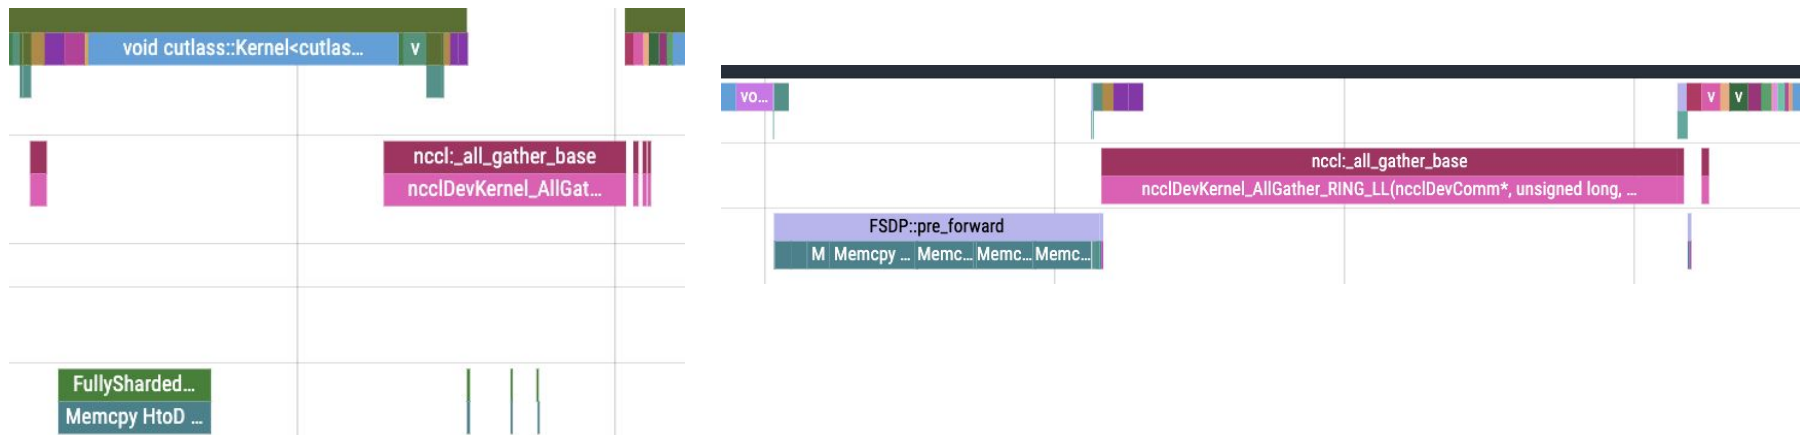 void cutlass::Kernel<cutlas...
v
nccl:_all_gather_base
ncclDevKernel_AllGat...
FullySharded...
Memcpy HtoD ...
vo...
v
v
nccl:_all_gather_base
ncclDevKernel_AllGather_RING_LL(ncclDevComm*, unsigned long, ...
FSDP::pre_forward
M
Memcpy ...
Memc...
Memc...
Memc...